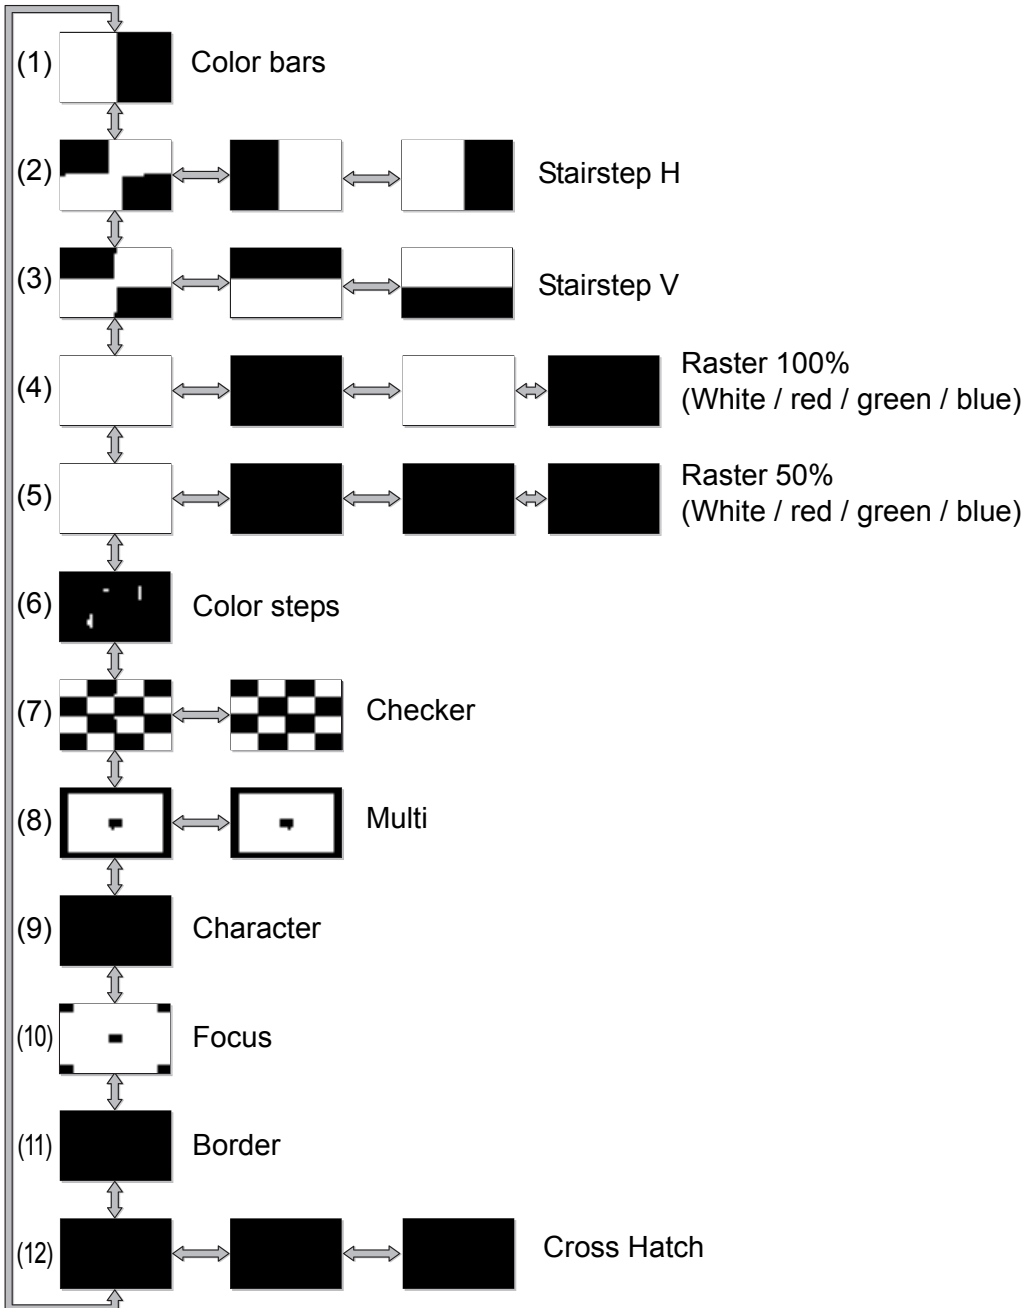 (1) Color bars
(2) Stairstep H
(3) Stairstep V
(4) Raster 100%
(White / red / green / blue)
(5) Raster 50%
(White / red / green / blue)
(6) Color steps
(7) Checker
(8) Multi
(9) Character
(10) Focus
(11) Border
(12) Cross Hatch